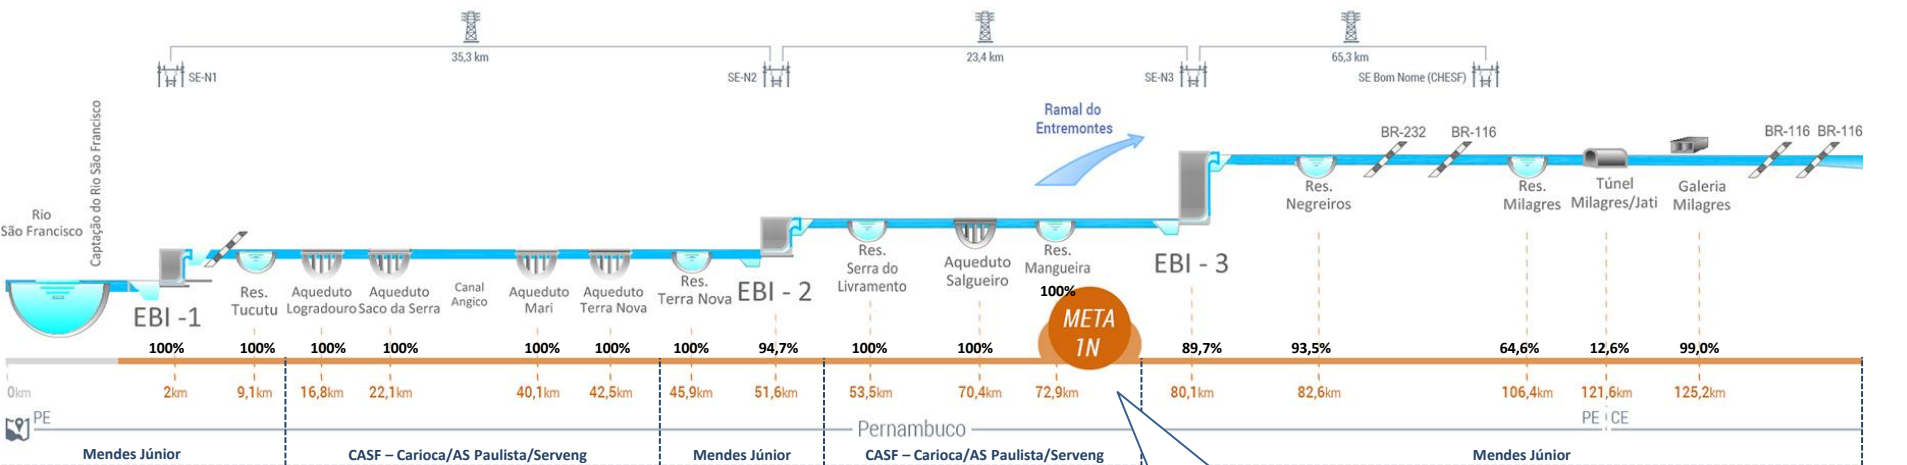 35,3 km
23,4 km
65,3 km
SE-N1
SE-N2
SE-N3
SE Bom Nome (CHESF)
Captação do Rio São Francisco
Ramal do
Entremontes
BR-232
BR-116
BR-116
BR-116
Rio
São Francisco
Res.
Negreiros
Res.
Milagres
Túnel
Milagres/Jati
Galeria
Milagres
EBI -1
Res.
Tucutu
Aqueduto
Logradouro
Aqueduto
Saco da Serra
Canal
Angico
Aqueduto
Mari
Aqueduto
Terra Nova
Res.
Terra Nova
EBI - 2
Res.
Serra do
Livramento
Aqueduto
Salgueiro
Res.
Mangueira
EBI - 3
100%
META
1N
100%
100%
100%
100%
100%
100%
100%
94,7%
100%
100%
89,7%
93,5%
64,6%
12,6%
99,0%
0km
2km
9,1km
16,8km
22,1km
40,1km
42,5km
45,9km
51,6km
53,5km
70,4km
72,9km
80,1km
82,6km
106,4km
121,6km
125,2km
PE
Pernambuco
PE
CE
Mendes Júnior
CASF – Carioca/AS Paulista/Serveng
Mendes Júnior
CASF – Carioca/AS Paulista/Serveng
Mendes Júnior